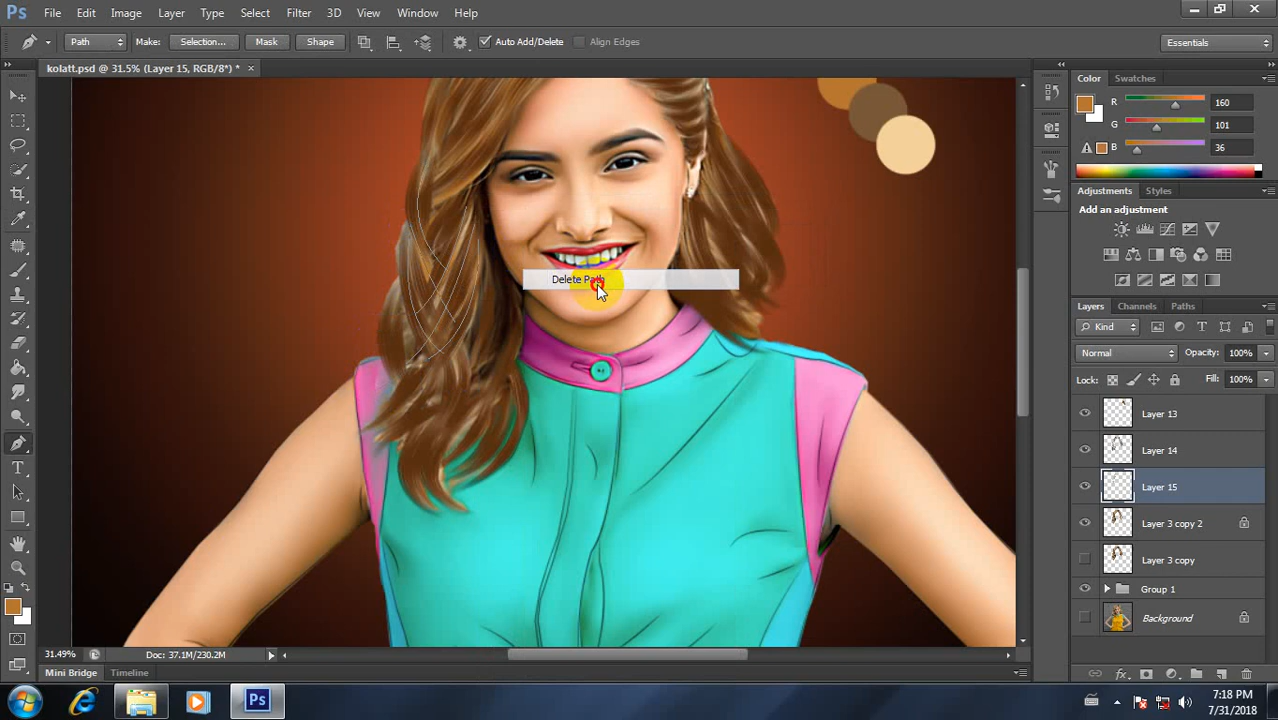 Ps File Edit Image Layer Type Select Filter 3D View Window Help
Path Make: Selection... Mask Shape Auto Add/Delete Align Edges Essentials
kolatt.psd @ 31.5% (Layer 15, RGB/8*) * ×
Color Swatches
R 160
G 101
B 36
Adjustments Styles
Add an adjustment
Delete Path
Layers Channels Paths
Kind
Normal Opacity: 100%
Lock: Fill: 100%
Layer 13
Layer 14
Layer 15
Layer 3 copy 2
Layer 3 copy
Group 1
Background
31.49% Doc: 37.1M/230.2M
Mini Bridge Timeline
Ps
7:18 PM
7/31/2018